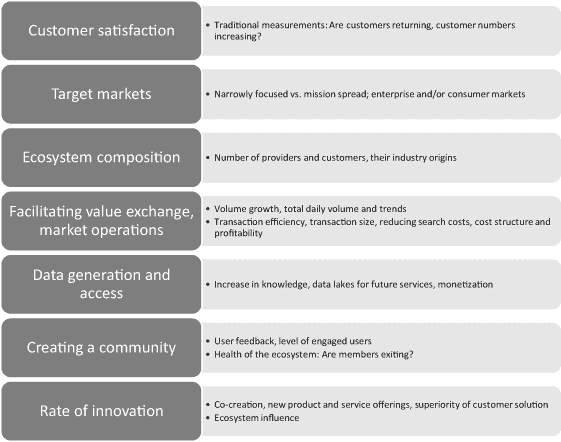 Customer satisfaction
• Traditional measurements: Are customers returning, customer numbers
increasing?
Target markets
• Narrowly focused vs. mission spread; enterprise and/or consumer markets
Ecosystem composition
• Number of providers and customers, their industry origins
Facilitating value exchange,
market operations
• Volume growth, total daily volume and trends
• Transaction efficiency, transaction size, reducing search costs, cost structure and
profitability
Data generation and
access
• Increase in knowledge, data lakes for future services, monetization
Creating a community
• User feedback, level of engaged users
• Health of the ecosystem: Are members exiting?
Rate of innovation
• Co-creation, new product and service offerings, superiority of customer solution
• Ecosystem influence